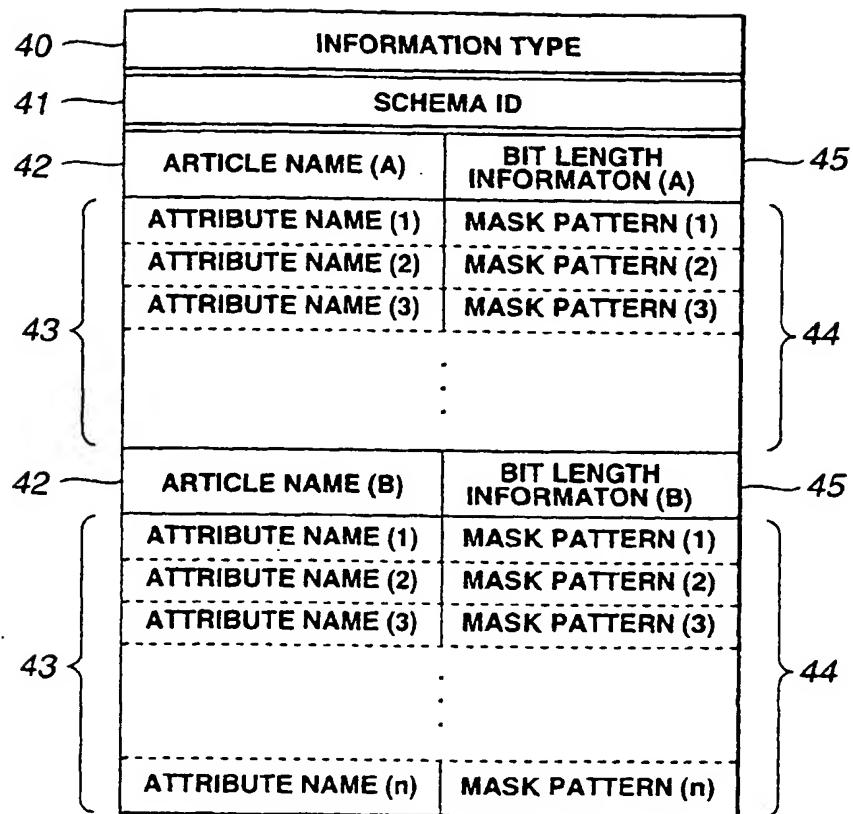 40 INFORMATION TYPE
41 SCHEMA ID
42 ARTICLE NAME (A) BIT LENGTH INFORMATON (A) 45
ATTRIBUTE NAME (1) MASK PATTERN (1)
ATTRIBUTE NAME (2) MASK PATTERN (2)
ATTRIBUTE NAME (3) MASK PATTERN (3)
43 44
42 ARTICLE NAME (B) BIT LENGTH INFORMATON (B) 45
ATTRIBUTE NAME (1) MASK PATTERN (1)
ATTRIBUTE NAME (2) MASK PATTERN (2)
ATTRIBUTE NAME (3) MASK PATTERN (3)
43 44
ATTRIBUTE NAME (n) MASK PATTERN (n)